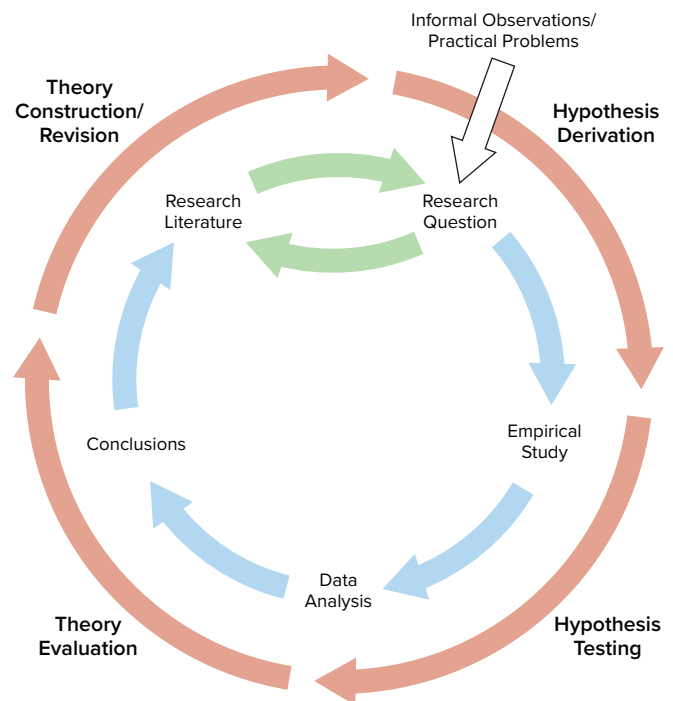 Informal Observations/
Practical Problems
Theory
Construction/
Revision
Hypothesis
Derivation
Research
Literature
Research
Question
Conclusions
Empirical
Study
Data
Analysis
Theory
Evaluation
Hypothesis
Testing